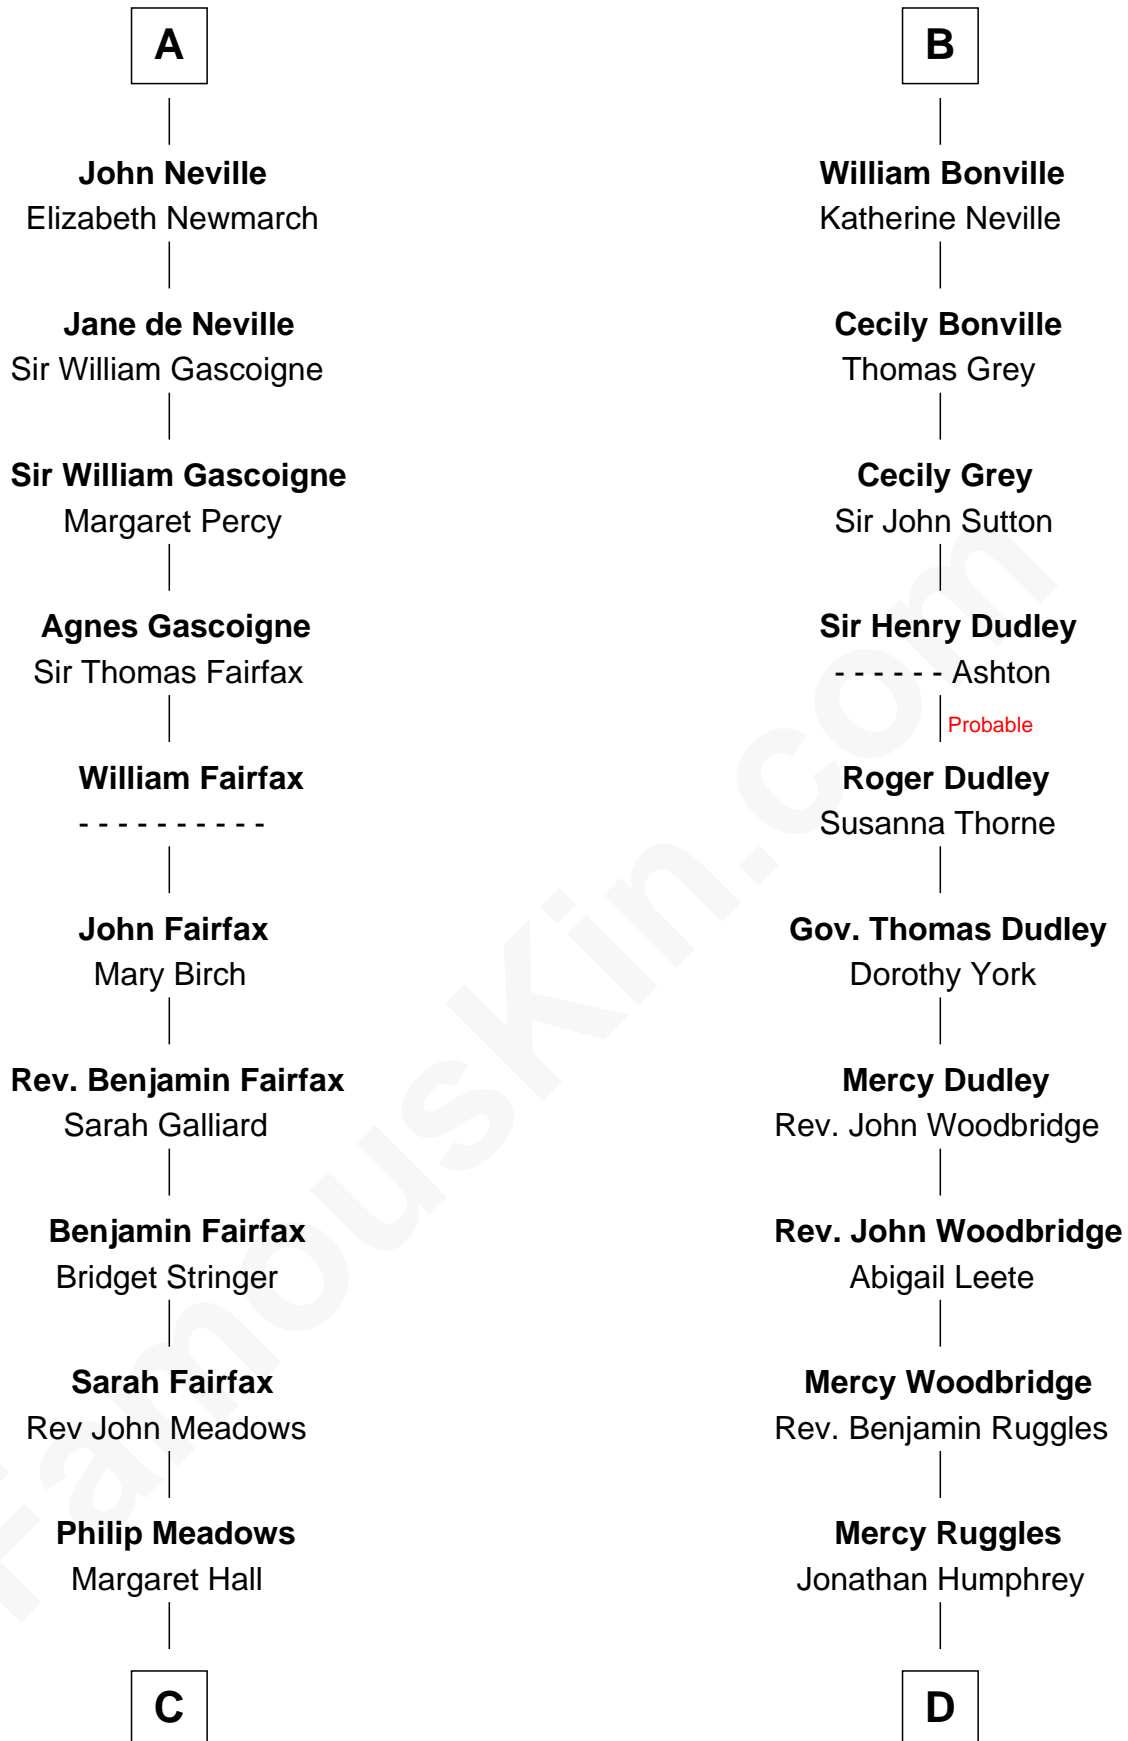 A
John Neville
Elizabeth Newmarch
Jane de Neville
Sir William Gascoigne
Sir William Gascoigne
Margaret Percy
Agnes Gascoigne
Sir Thomas Fairfax
William Fairfax
- - - - - - - - - -
John Fairfax
Mary Birch
Rev. Benjamin Fairfax
Sarah Galliard
Benjamin Fairfax
Bridget Stringer
Sarah Fairfax
Rev John Meadows
Philip Meadows
Margaret Hall
C
B
William Bonville
Katherine Neville
Cecily Bonville
Thomas Grey
Cecily Grey
Sir John Sutton
Sir Henry Dudley
- - - - - - Ashton
Probable
Roger Dudley
Susanna Thorne
Gov. Thomas Dudley
Dorothy York
Mercy Dudley
Rev. John Woodbridge
Rev. John Woodbridge
Abigail Leete
Mercy Woodbridge
Rev. Benjamin Ruggles
Mercy Ruggles
Jonathan Humphrey
D
FamousKin.com